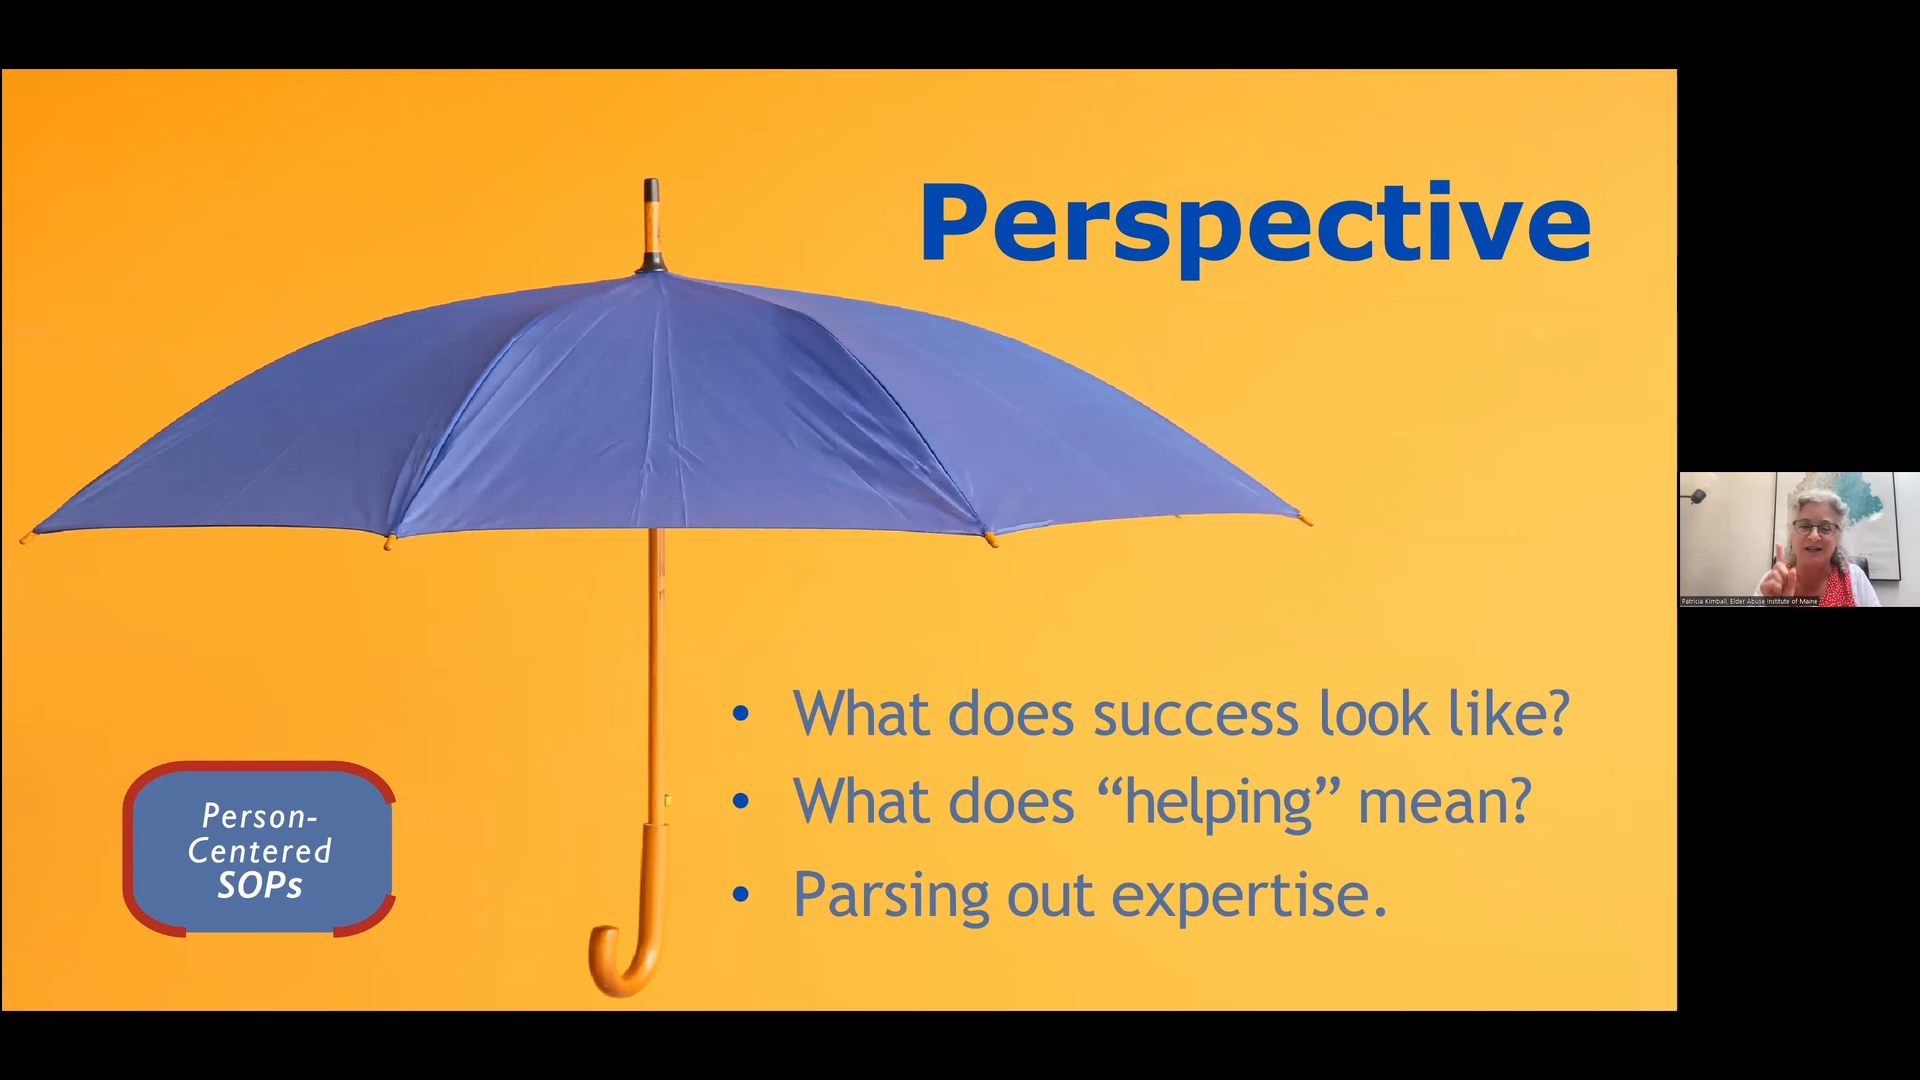 Perspective
• What does success look like?
• What does “helping” mean?
• Parsing out expertise.
Person-
Centered
SOPs
Patricia Kimball, Elder Abuse Institute of Maine